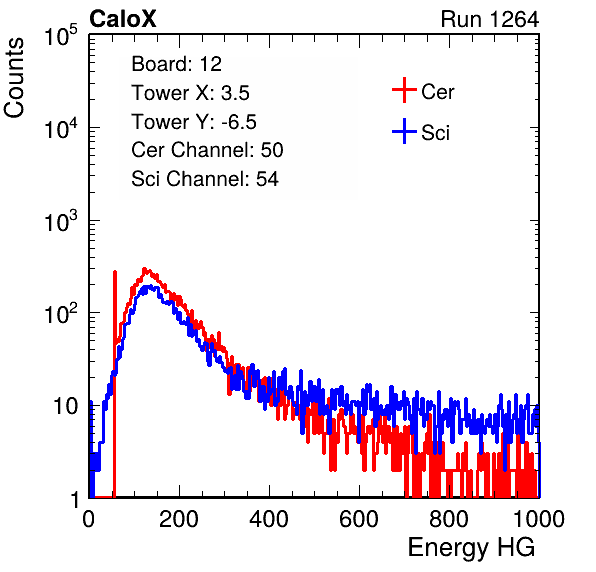 CaloX Run 1264
Counts
Board: 12
Tower X: 3.5
Tower Y: -6.5
Cer Channel: 50
Sci Channel: 54
Cer
Sci
10^5
10^4
10^3
10^2
10
1
0 200 400 600 800 1000
Energy HG